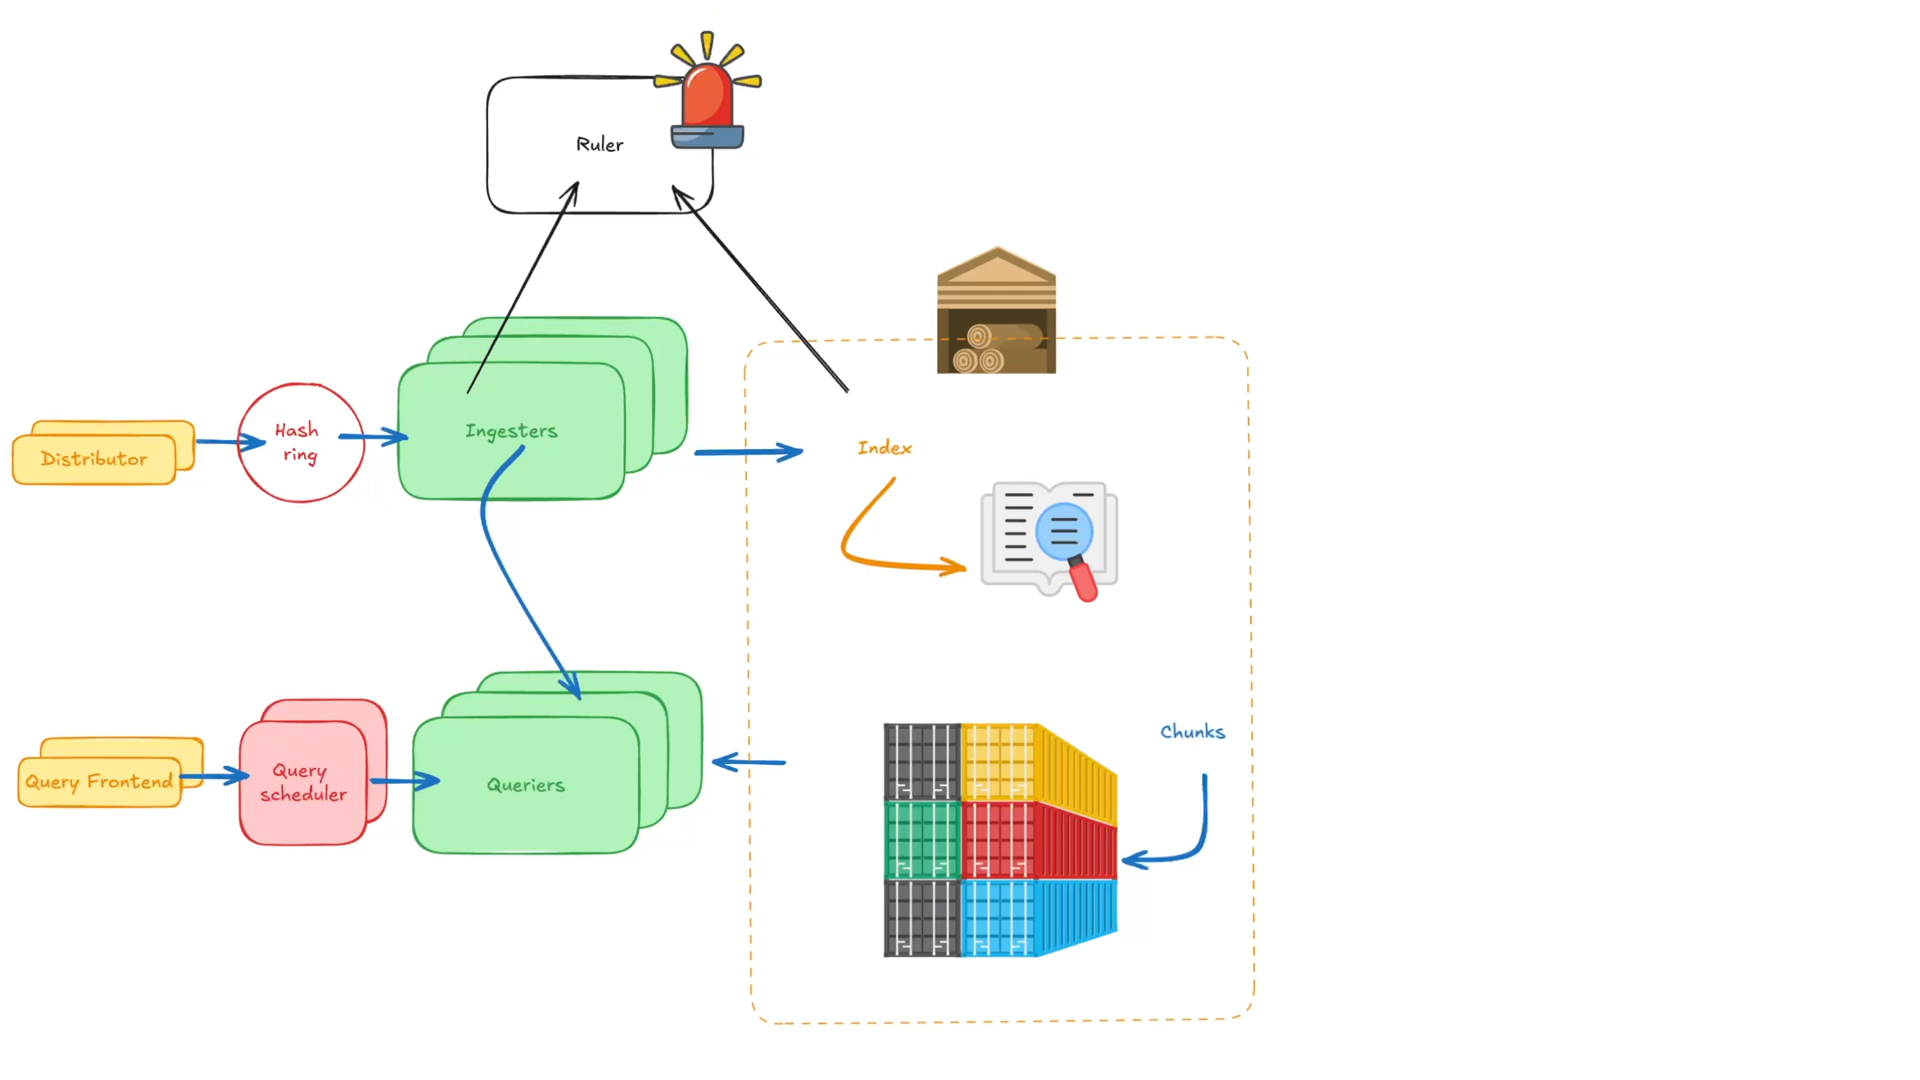 Ruler
Hash
ring
Ingesters
Distributor
Index
Chunks
Query
scheduler
Query Frontend
Queriers